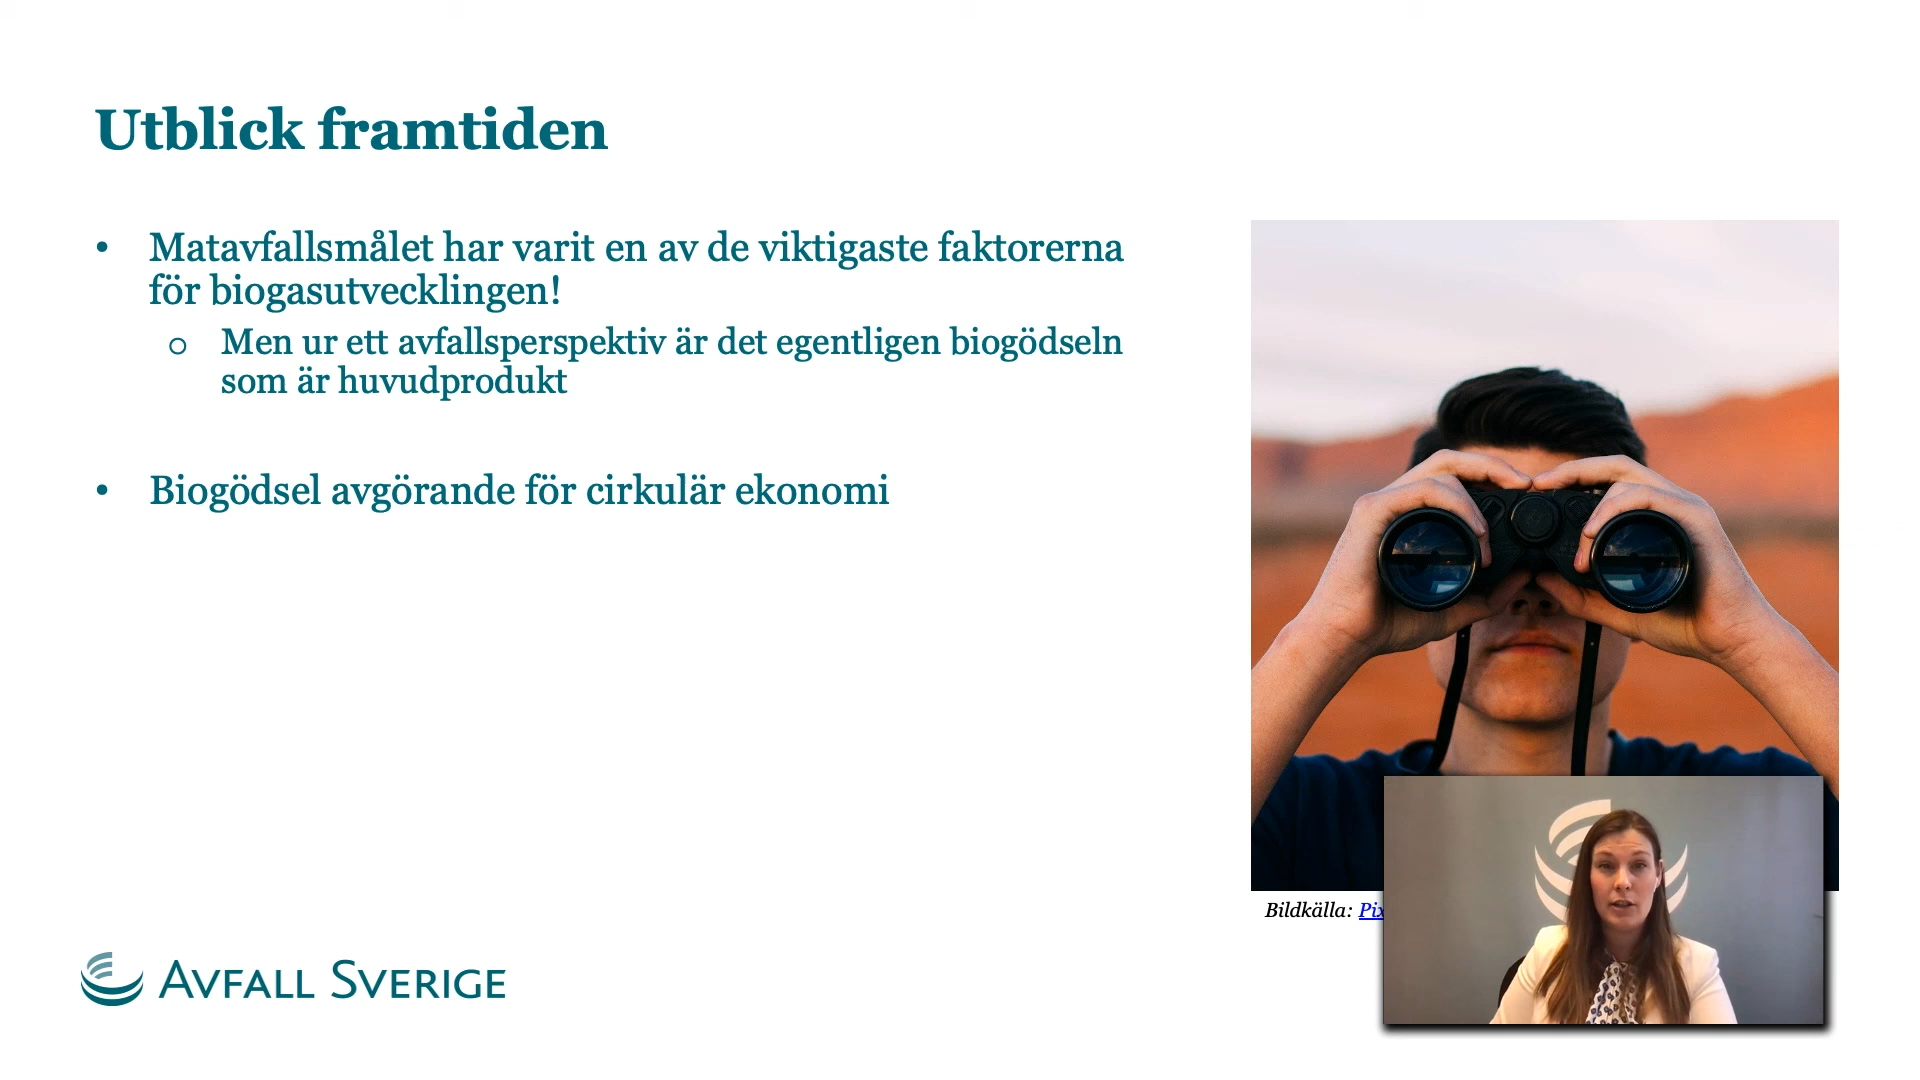 Utblick framtiden
• Matavfallsmålet har varit en av de viktigaste faktorerna
för biogasutvecklingen!
o Men ur ett avfallsperspektiv är det egentligen biogödseln
som är huvudprodukt
• Biogödsel avgörande för cirkulär ekonomi
Bildkälla:
AVFALL SVERIGE